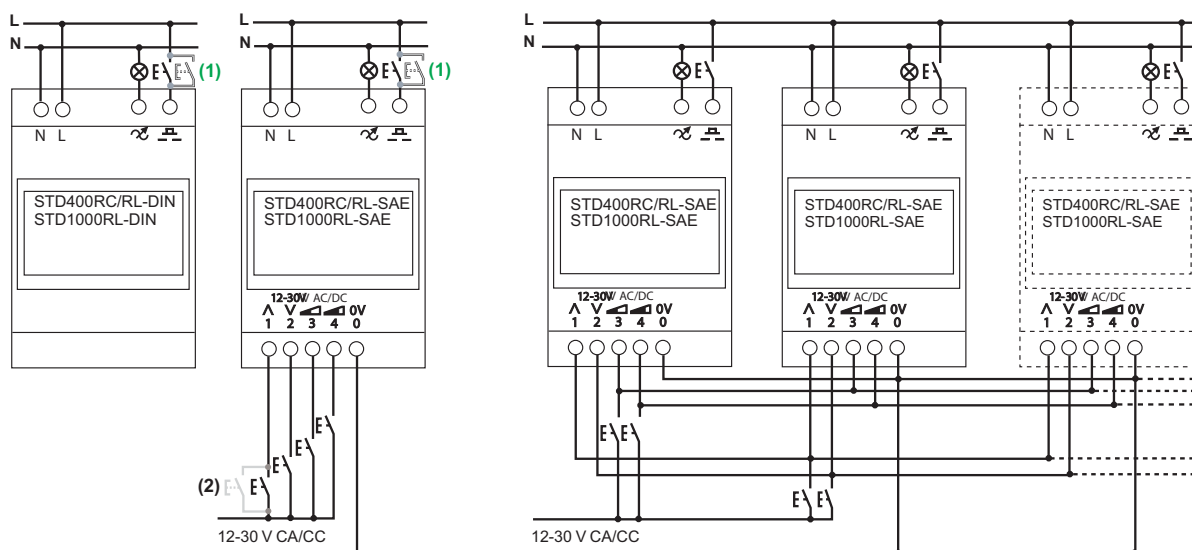 L
N
(1)
N L
STD400RC/RL-DIN
STD1000RL-DIN
L
N
(1)
N L
STD400RC/RL-SAE
STD1000RL-SAE
12-30V/ AC/DC
0V
1 2 3 4 0
(2)
12-30 V CA/CC
L
N
N L
STD400RC/RL-SAE
STD1000RL-SAE
12-30V/ AC/DC
0V
1 2 3 4 0
N L
STD400RC/RL-SAE
STD1000RL-SAE
12-30V/ AC/DC
0V
1 2 3 4 0
N L
STD400RC/RL-SAE
STD1000RL-SAE
12-30V/ AC/DC
0V
1 2 3 4 0
12-30 V CA/CC